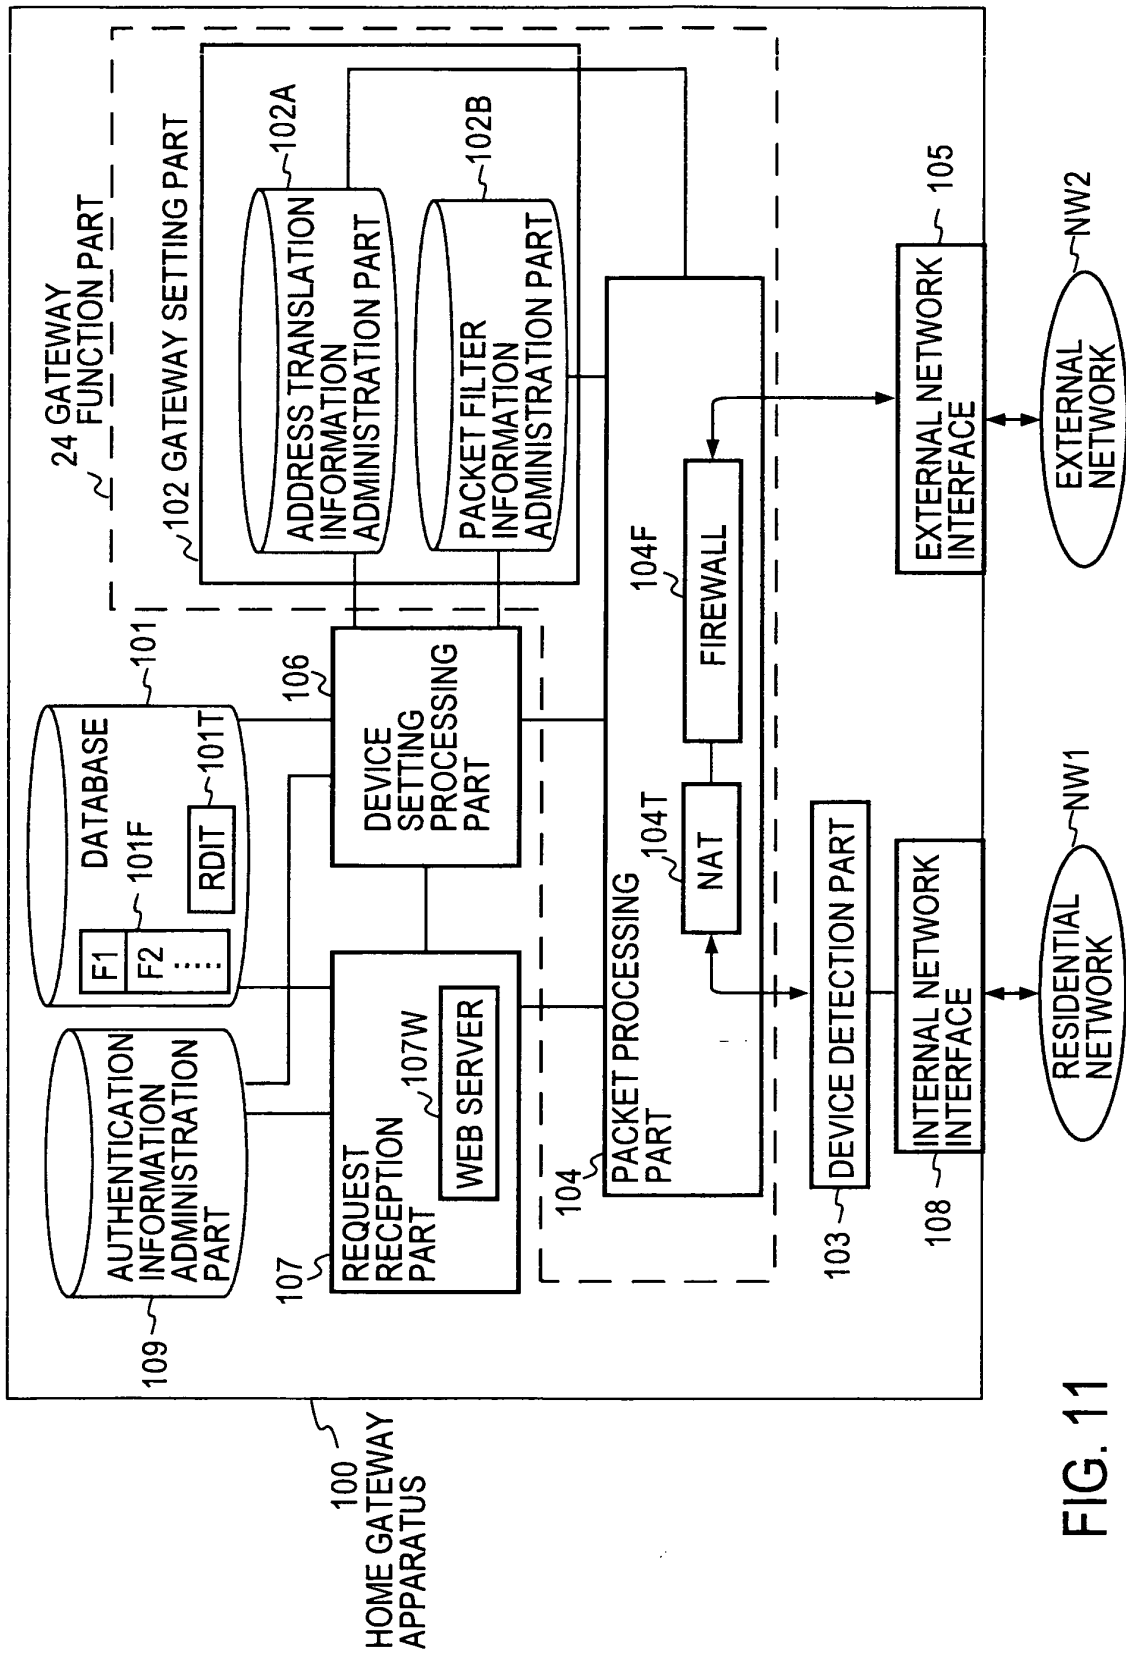 24 GATEWAY
FUNCTION PART
102 GATEWAY SETTING PART
102A
ADDRESS TRANSLATION
INFORMATION
ADMINISTRATION PART
102B
PACKET FILTER
INFORMATION
ADMINISTRATION PART
101
DATABASE
101F
F1
F2
......
101T
RDIT
109
AUTHENTICATION
INFORMATION
ADMINISTRATION
PART
106
DEVICE
SETTING
PROCESSING
PART
107
REQUEST
RECEPTION
PART
107W
WEB SERVER
104
PACKET PROCESSING
PART
104T
NAT
104F
FIREWALL
103
DEVICE DETECTION PART
108
INTERNAL NETWORK
INTERFACE
105
EXTERNAL NETWORK
INTERFACE
NW1
RESIDENTIAL
NETWORK
NW2
EXTERNAL
NETWORK
100
HOME GATEWAY
APPARATUS
FIG. 11